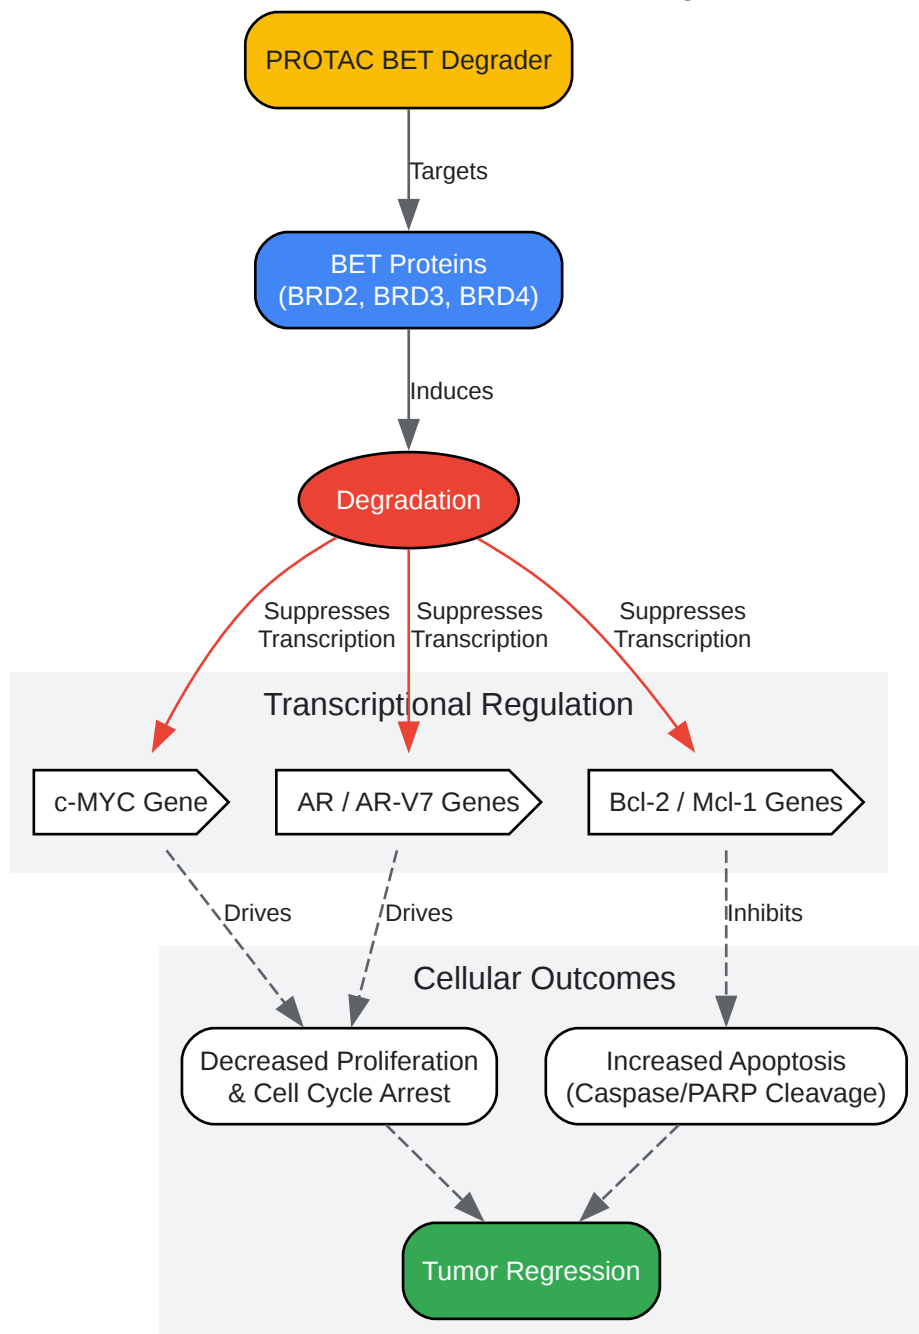 PROTAC BET Degrader
Targets
BET Proteins
(BRD2, BRD3, BRD4)
Induces
Degradation
Suppresses
Transcription
Suppresses
Transcription
Suppresses
Transcription
Transcriptional Regulation
c-MYC Gene
AR / AR-V7 Genes
Bcl-2 / Mcl-1 Genes
Drives
Drives
Inhibits
Cellular Outcomes
Decreased Proliferation
& Cell Cycle Arrest
Increased Apoptosis
(Caspase/PARP Cleavage)
Tumor Regression